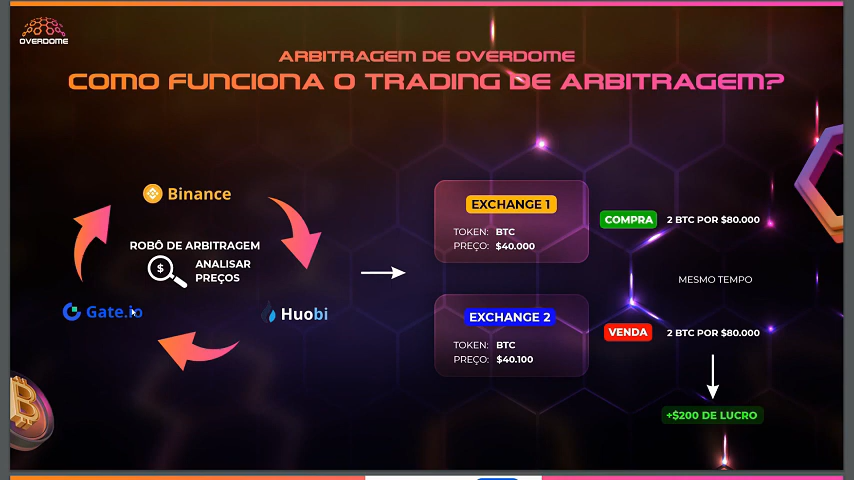 OVERDOME
ARBITRAGEM DE OVERDOME
COMO FUNCIONA O TRADING DE ARBITRAGEM?
Binance
ROBÔ DE ARBITRAGEM
$
ANALISAR
PREÇOS
Gate.io
Huobi
EXCHANGE 1
TOKEN: BTC
PREÇO: $40.000
COMPRA 2 BTC POR $80.000
MESMO TEMPO
EXCHANGE 2
TOKEN: BTC
PREÇO: $40.100
VENDA 2 BTC POR $80.000
+$200 DE LUCRO